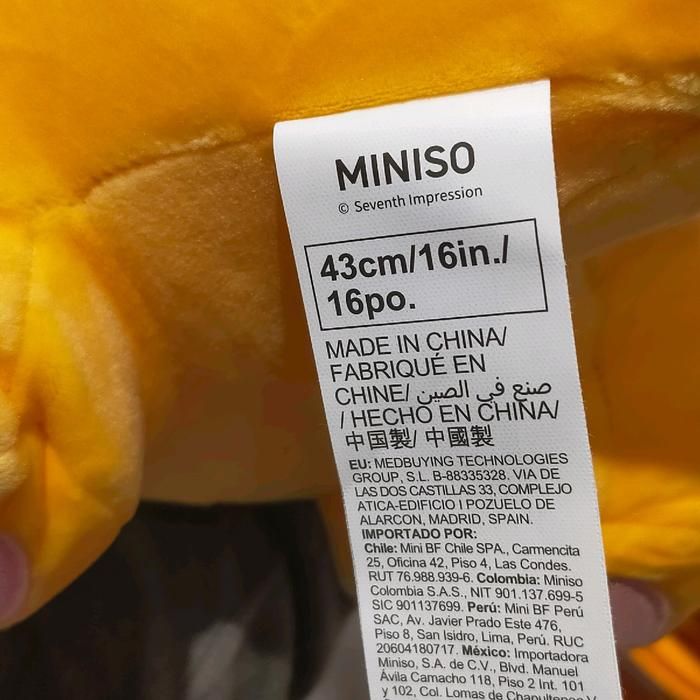 MINISO
© Seventh Impression
43cm/16in./
16po.
MADE IN CHINA/
FABRIQUÉ EN
CHINE/ صنع في الصين
/ HECHO EN CHINA/
中国製/ 中國製
EU: MEDBUYING TECHNOLOGIES
GROUP, S.L. B-88335328. VIA DE
LAS DOS CASTILLAS 33, COMPLEJO
ATICA-EDIFICIO I POZUELO DE
ALARCON, MADRID, SPAIN.
IMPORTADO POR:
Chile: Mini BF Chile SPA., Carmencita
25, Oficina 42, Piso 4, Las Condes.
RUT 76.988.939-6. Colombia: Miniso
Colombia S.A.S., NIT 901.137.699-5
SIC 901137699. Perú: Mini BF Perú
SAC, Av. Javier Prado Este 476,
Piso 8, San Isidro, Lima, Perú. RUC
20604180717. México: Importadora
Miniso, S.A. de C.V., Blvd. Manuel
Ávila Camacho 118, Piso 2 Int. 101
y 102, Col. Lomas de Chapultepec V